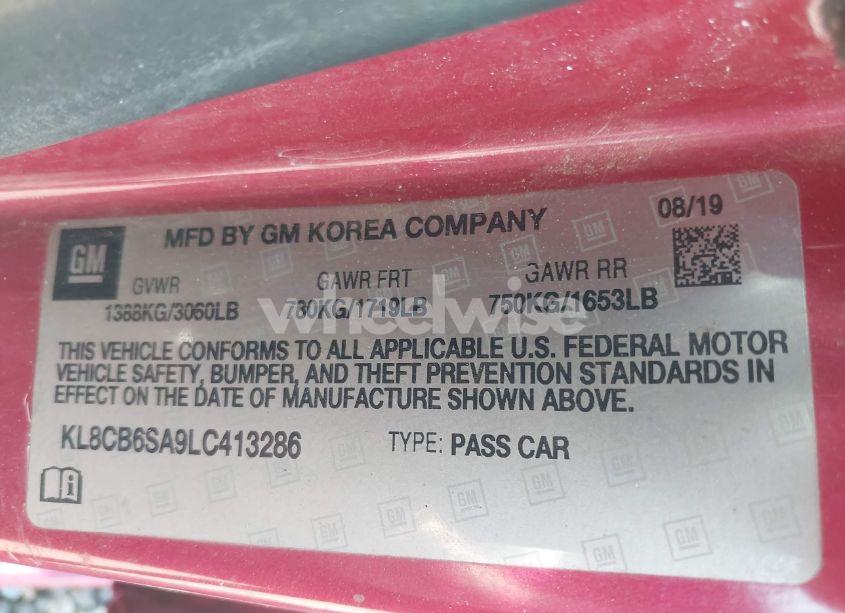 GM
MFD BY GM KOREA COMPANY
08/19
GVWR
GAWR FRT
GAWR RR
1388KG/3060LB
780KG/1719LB
750KG/1653LB
wheelwise
THIS VEHICLE CONFORMS TO ALL APPLICABLE U.S. FEDERAL MOTOR
VEHICLE SAFETY, BUMPER, AND THEFT PREVENTION STANDARDS IN
EFFECT ON THE DATE OF MANUFACTURE SHOWN ABOVE.
KL8CB6SA9LC413286
TYPE: PASS CAR